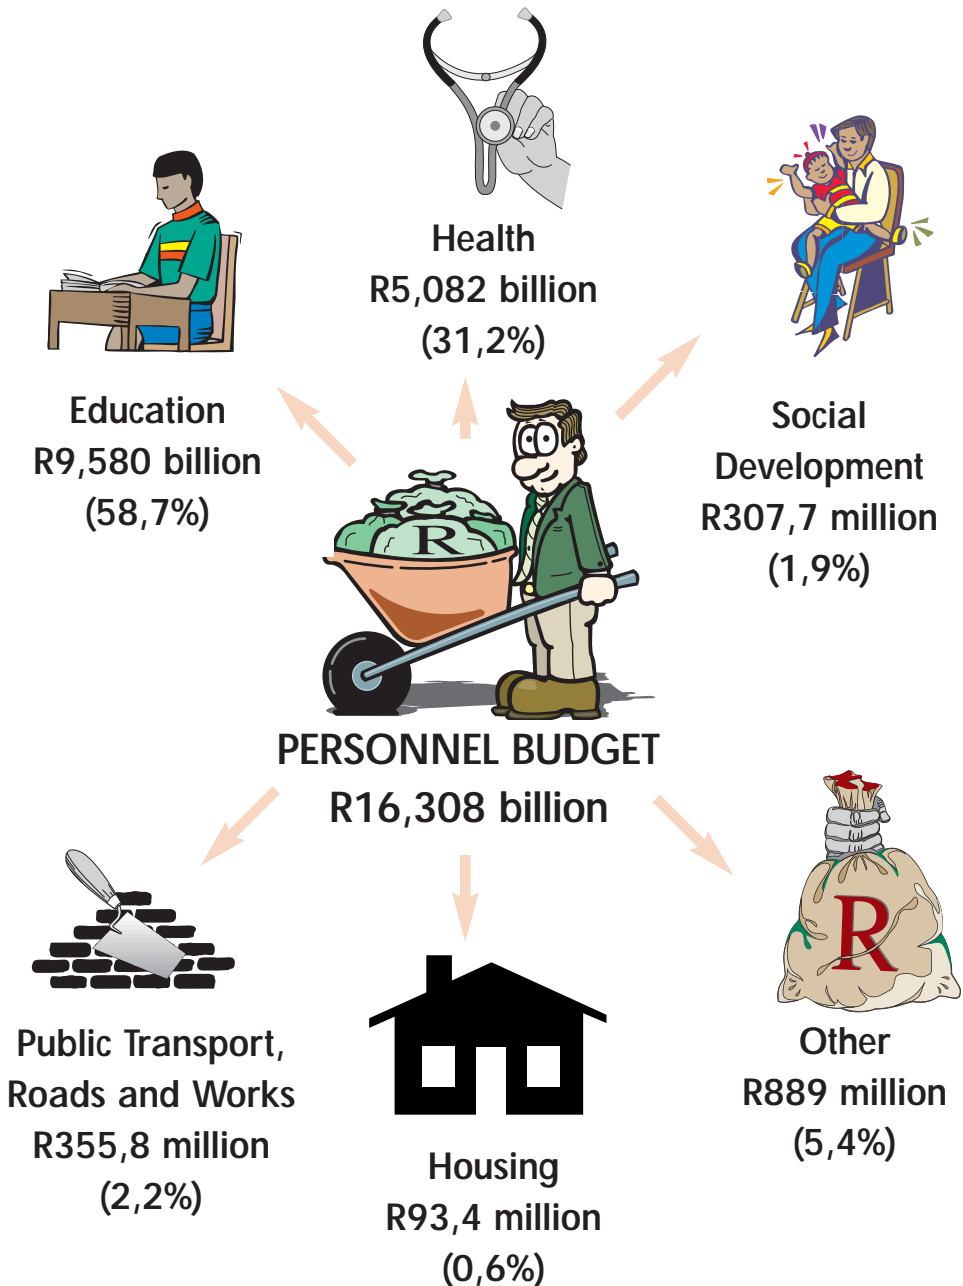 Health
R5,082 billion
(31,2%)
Education
R9,580 billion
(58,7%)
Social
Development
R307,7 million
(1,9%)
R
PERSONNEL BUDGET
R16,308 billion
R
Public Transport,
Roads and Works
R355,8 million
(2,2%)
Housing
R93,4 million
(0,6%)
Other
R889 million
(5,4%)